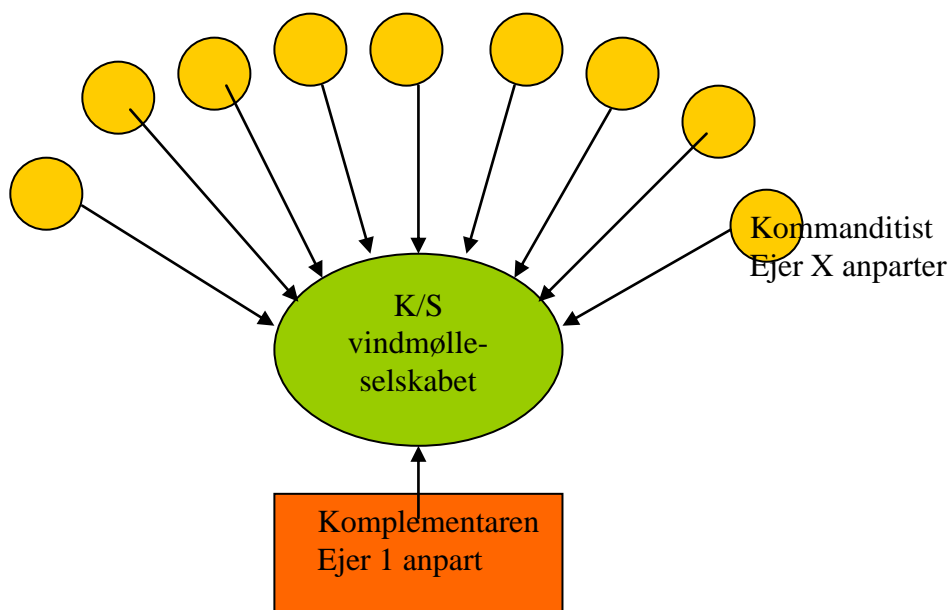 Kommanditist
Ejer X anparter
K/S
vindmølle-
selskabet
Komplementaren
Ejer 1 anpart